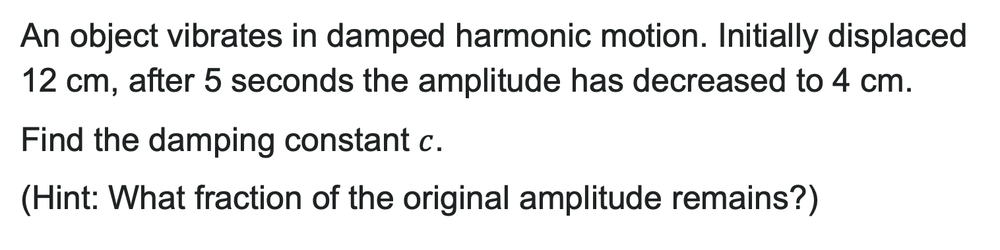 An object vibrates in damped harmonic motion. Initially displaced
12 cm, after 5 seconds the amplitude has decreased to 4 cm.
Find the damping constant c.
(Hint: What fraction of the original amplitude remains?)